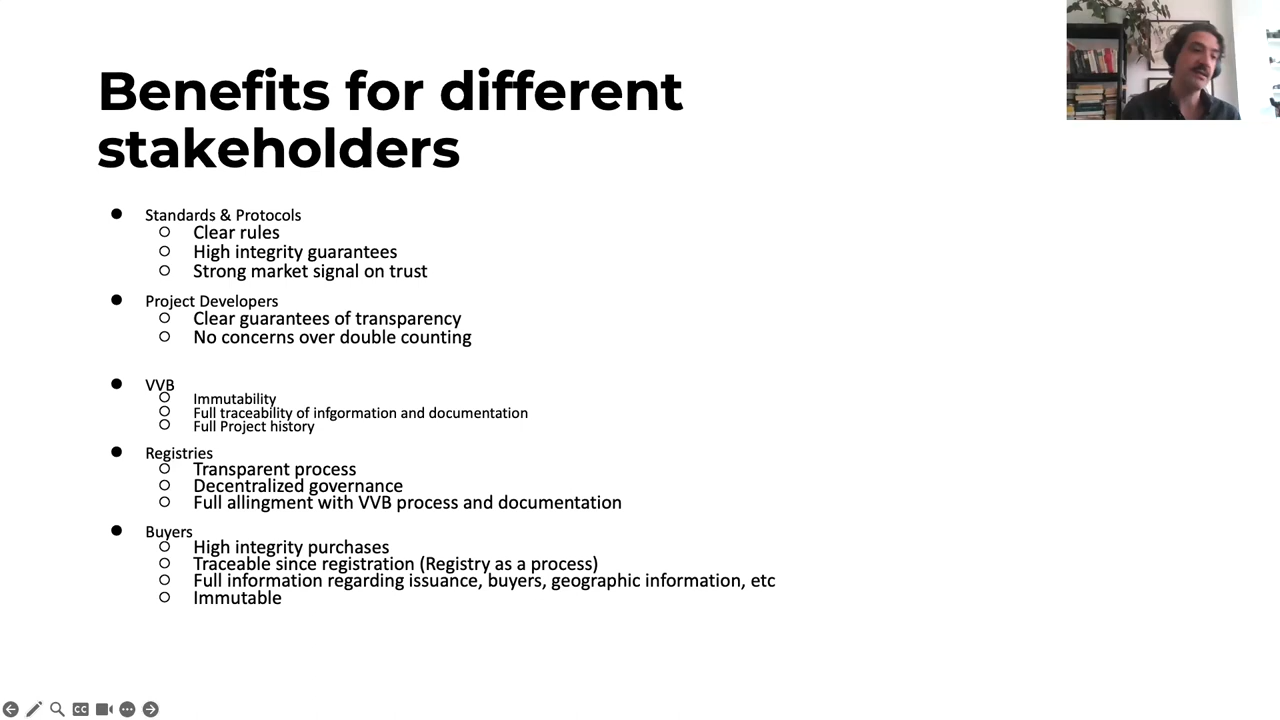 Benefits for different
stakeholders
Standards & Protocols
Clear rules
High integrity guarantees
Strong market signal on trust
Project Developers
Clear guarantees of transparency
No concerns over double counting
VVB
Immutability
Full traceability of infgormation and documentation
Full Project history
Registries
Transparent process
Decentralized governance
Full allingment with VVB process and documentation
Buyers
High integrity purchases
Traceable since registration (Registry as a process)
Full information regarding issuance, buyers, geographic information, etc
Immutable
CC